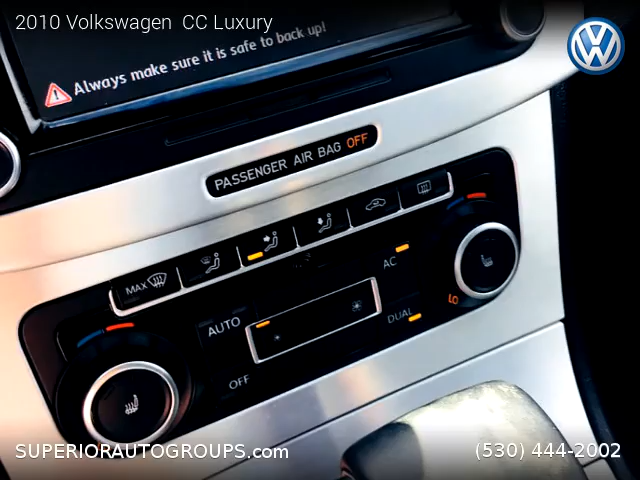 2010 Volkswagen CC Luxury
Always make sure it is safe to back up!
PASSENGER AIR BAG OFF
MAX
AC
AUTO
LO
DUAL
OFF
SUPERIORAUTOGROUPS.com
(530) 444-2002